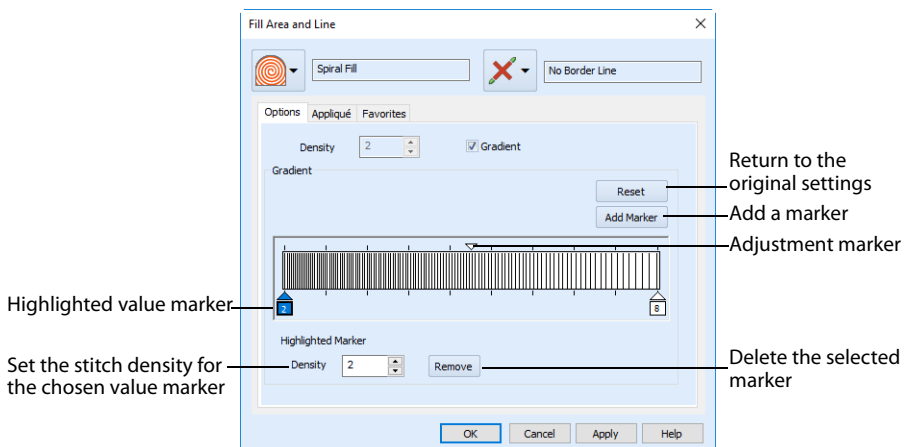 Fill Area and Line
Spiral Fill
No Border Line
Options Appliqué Favorites
Density 2 Gradient
Gradient
Reset
Add Marker
2
8
Highlighted Marker
Density 2 Remove
OK Cancel Apply Help
Highlighted value marker
Set the stitch density for
the chosen value marker
Return to the
original settings
Add a marker
Adjustment marker
Delete the selected
marker